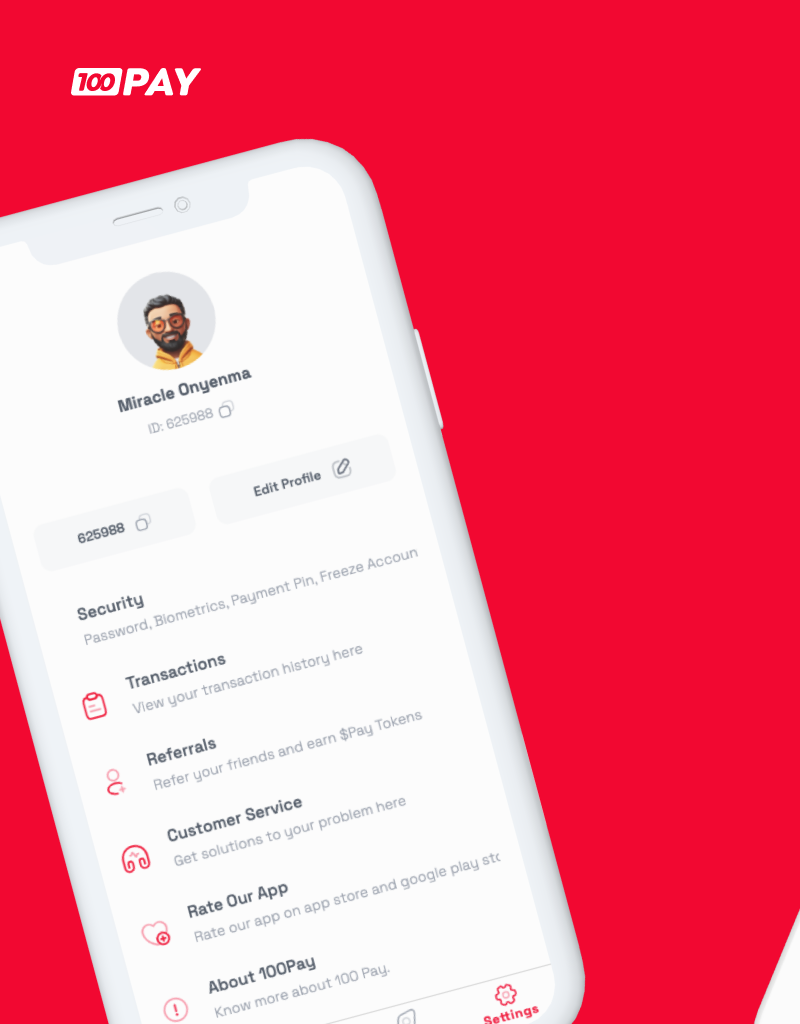 100PAY
Miracle Onyenma
ID: 625988
625988
Edit Profile
Security
Password, Biometrics, Payment Pin, Freeze Accoun
Transactions
View your transaction history here
Referrals
Refer your friends and earn $Pay Tokens
Customer Service
Get solutions to your problem here
Rate Our App
Rate our app on app store and google play sto
About 100Pay
Know more about 100 Pay.
Settings